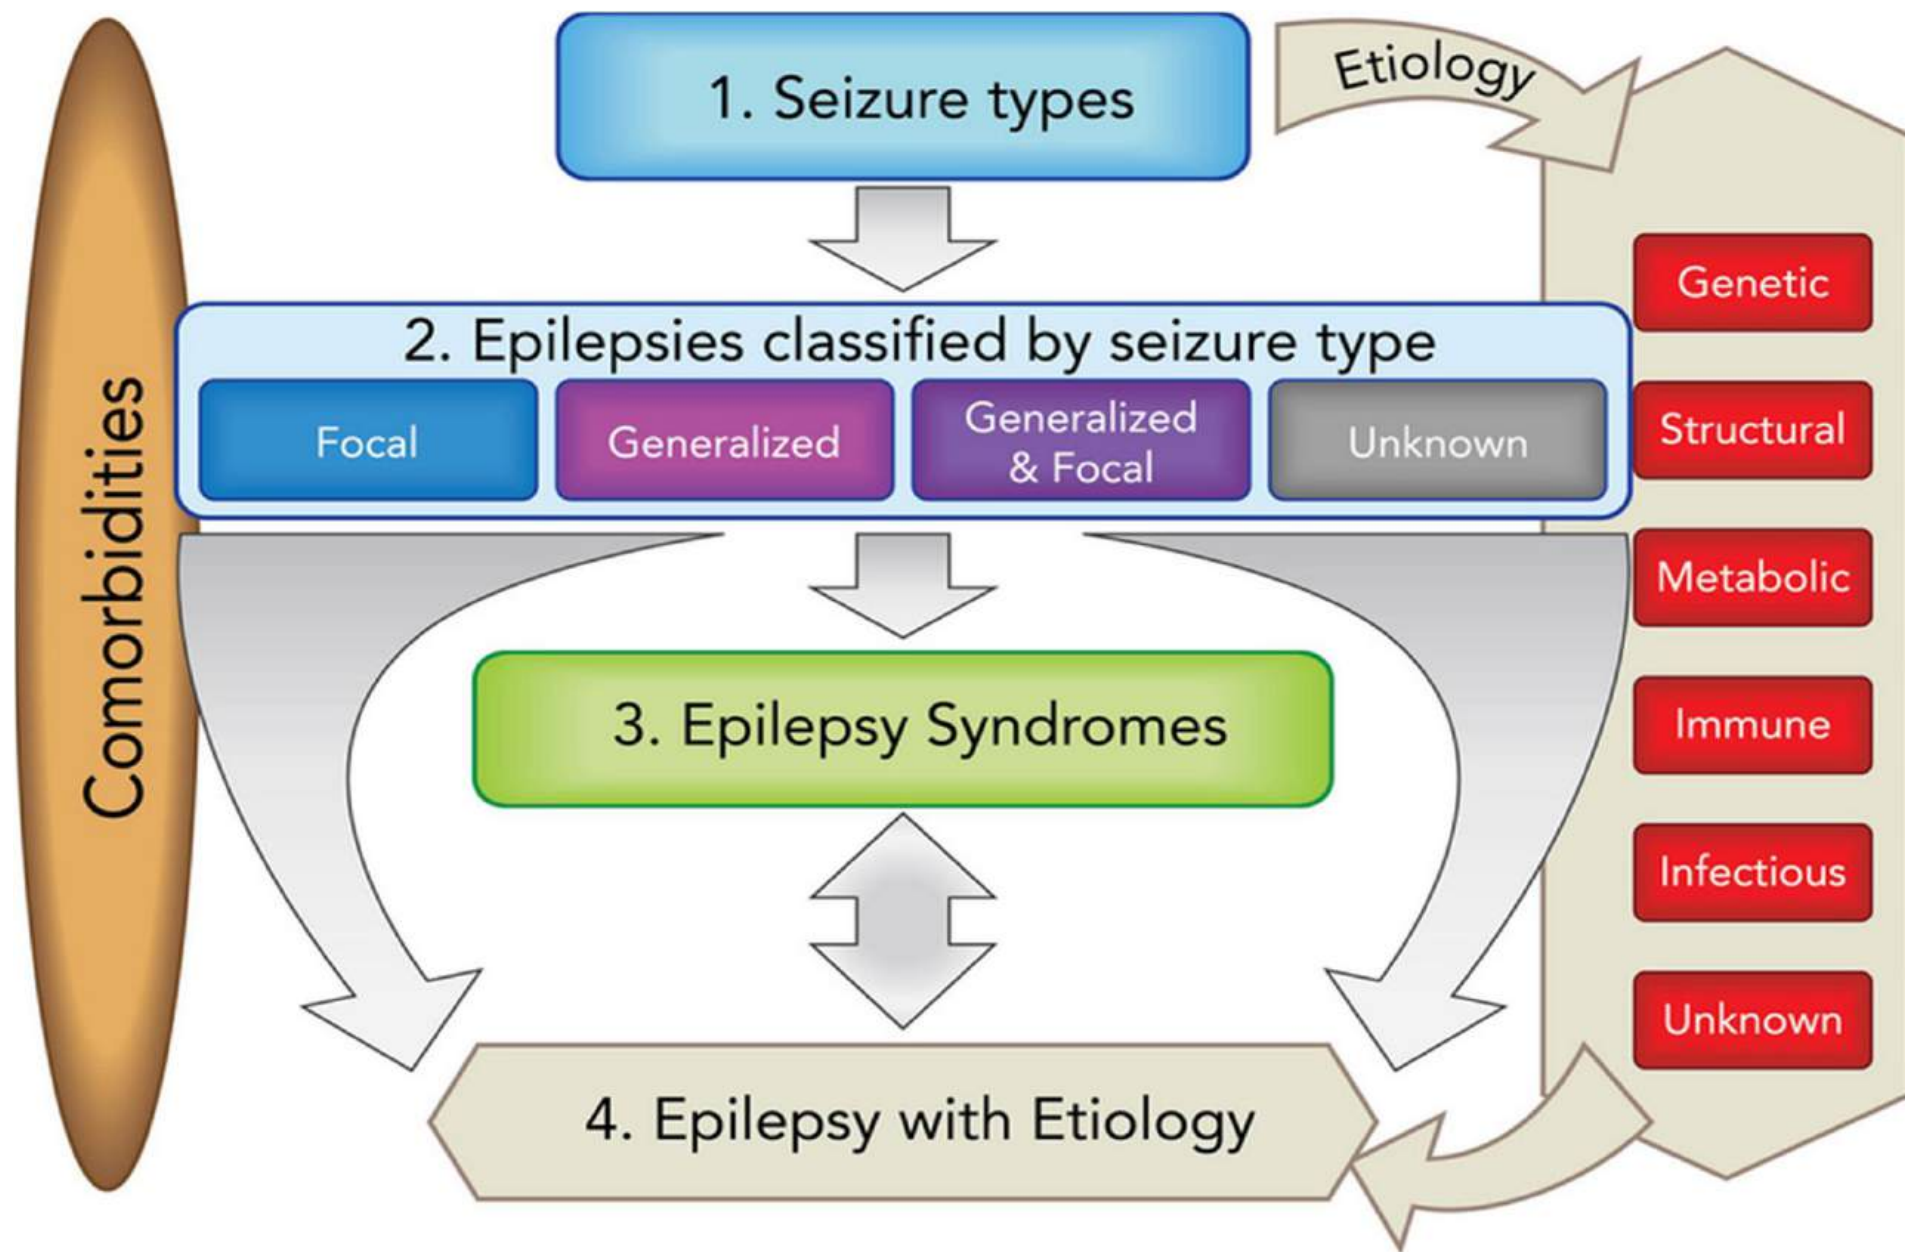 1. Seizure types
Etiology
2. Epilepsies classified by seizure type
Focal
Generalized
Generalized
& Focal
Unknown
3. Epilepsy Syndromes
4. Epilepsy with Etiology
Comorbidities
Genetic
Structural
Metabolic
Immune
Infectious
Unknown